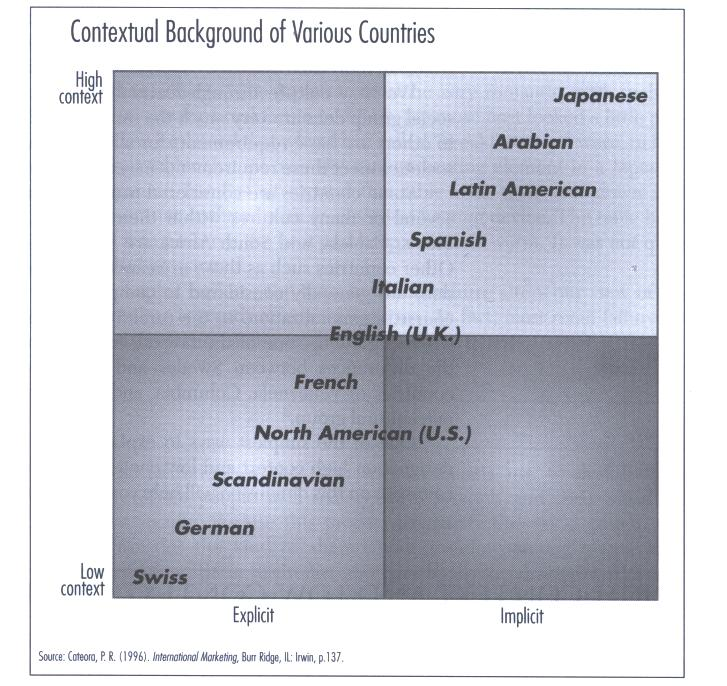 Contextual Background of Various Countries
High
context
Japanese
Arabian
Latin American
Spanish
Italian
English (U.K.)
French
North American (U.S.)
Scandinavian
German
Swiss
Low
context
Explicit
Implicit
Source: Cateora, P. R. (1996). International Marketing, Burr Ridge, IL: Irwin, p.137.